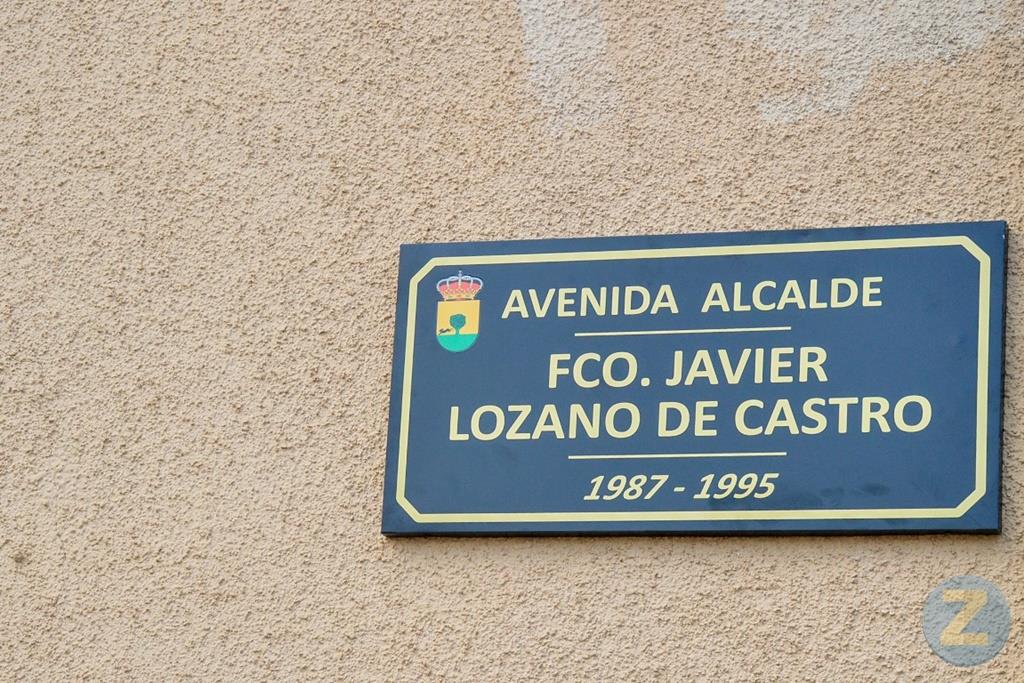 AVENIDA ALCALDE
FCO. JAVIER
LOZANO DE CASTRO
1987 - 1995
Z